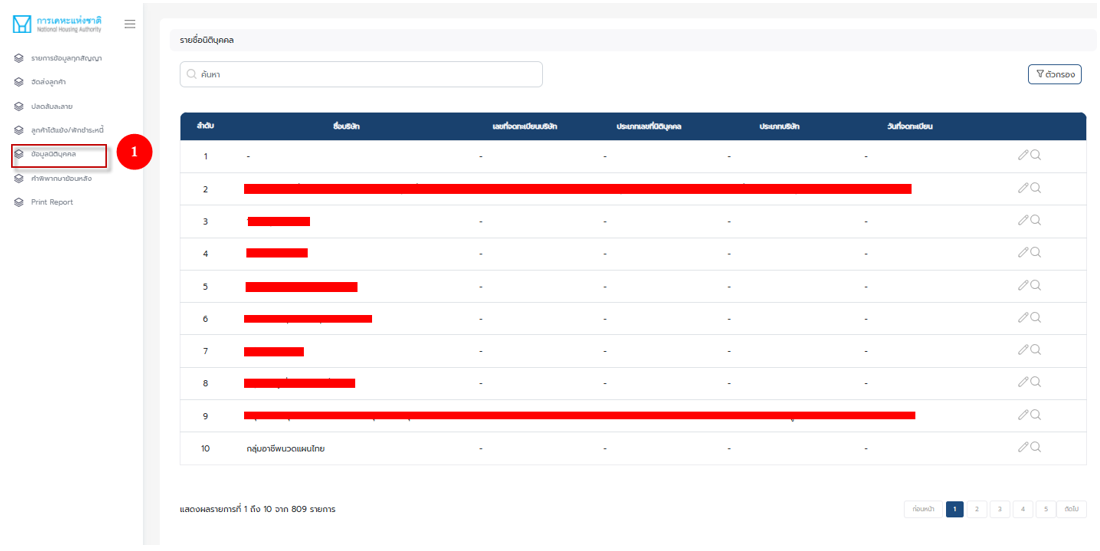 การเคหะแห่งชาติ
National Housing Authority
รายการข้อมูลทุกสัญญา
จัดส่งลูกค้า
ปลดลับละลาย
ลูกค้าโต้แย้ง/พักชำระหนี้
ข้อมูลนิติบุคคล
1
คำพิพากษาย้อนหลัง
Print Report
รายชื่อนิติบุคคล
ค้นหา
ตัวกรอง
ลำดับ ชื่อบริษัท เลขที่จดทะเบียนบริษัท ประเภทเลขที่นิติบุคคล ประเภทบริษัท วันที่จดทะเบียน
1 - - - - -
2
3 - - - -
4 - - - -
5 - - - -
6 - - - -
7 - - - -
8 - - - -
9
10 กลุ่มอาชีพนวดแผนไทย - - - -
แสดงผลรายการที่ 1 ถึง 10 จาก 809 รายการ
ก่อนหน้า 1 2 3 4 5 ถัดไป